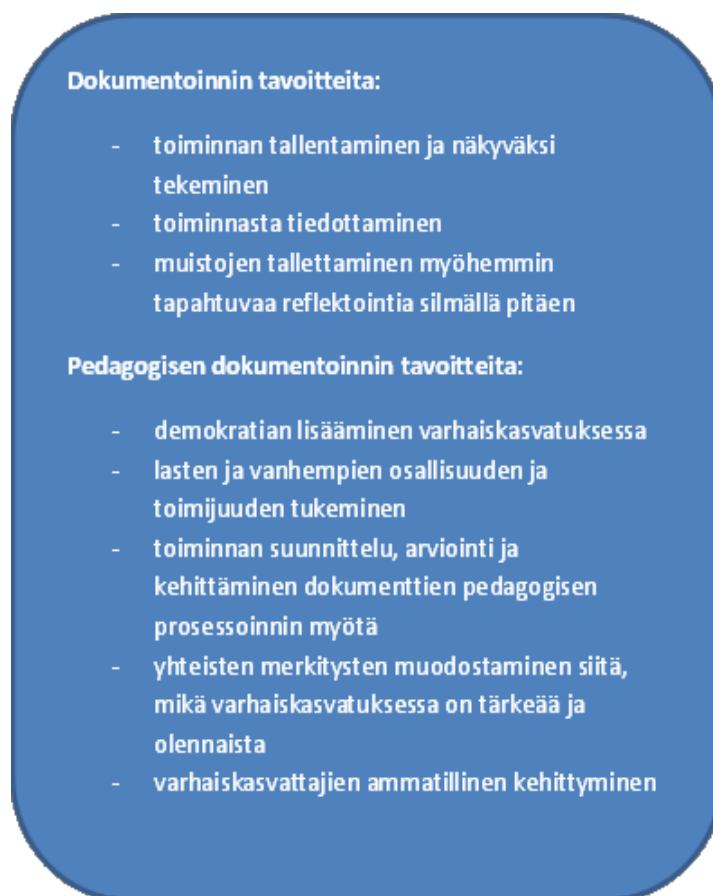 Dokumentoinnin tavoitteita:
- toiminnan tallentaminen ja näkyväksi
tekeminen
- toiminnasta tiedottaminen
- muistojen tallettaminen myöhemmin
tapahtuvaa reflektointia silmällä pitäen
Pedagogisen dokumentoinnin tavoitteita:
- demokratian lisääminen varhaiskasvatuksessa
- lasten ja vanhempien osallisuuden ja
toimijuuden tukeminen
- toiminnan suunnittelu, arviointi ja
kehittäminen dokumenttien pedagogisen
prosessoinnin myötä
- yhteisten merkitysten muodostaminen siitä,
mikä varhaiskasvatuksessa on tärkeää ja
olennaista
- varhaiskasvattajien ammatillinen kehittyminen